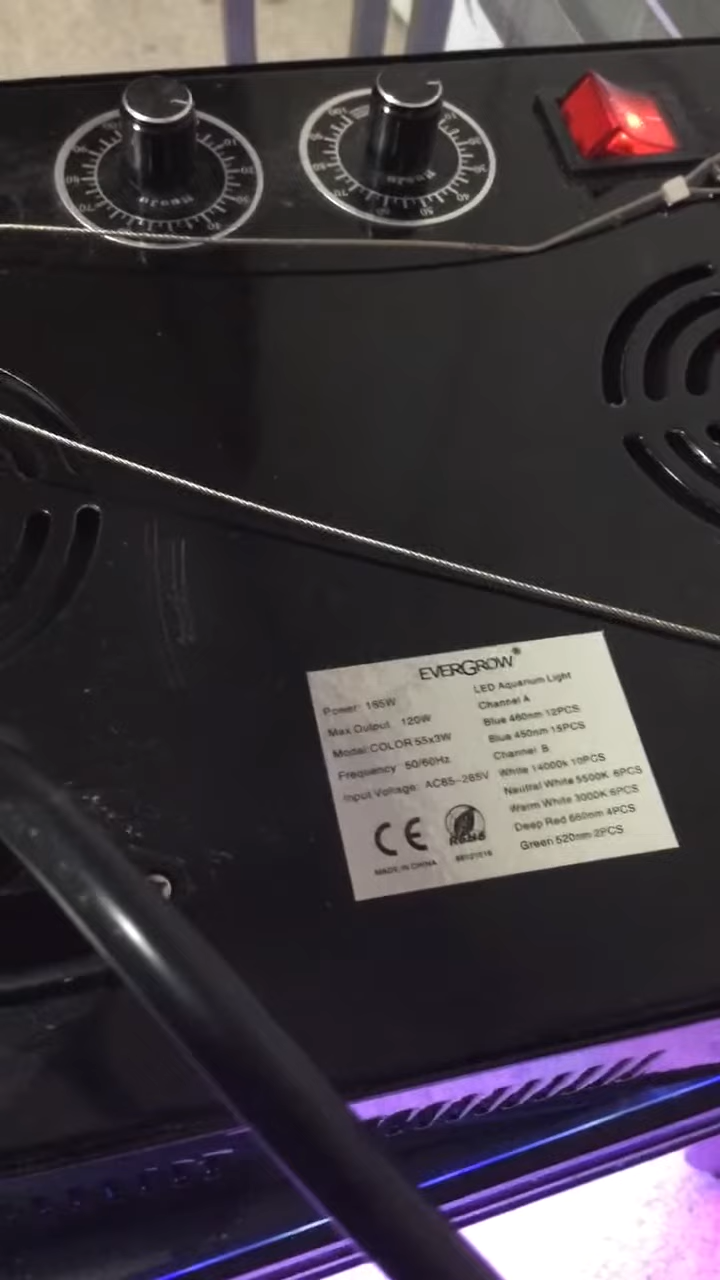 EVERGROW®
Power: 165W
Max Output 120W
Model:COLOR 55x3W
Frequency 50/60Hz
Input Voltage: AC85~265V
CE
RoHS
MADE IN CHINA
LED Aquarium Light
Channel A
Blue 460nm 12PCS
Blue 450nm 15PCS
Channel B
White 14000k 10PCS
Neutral White 5500K 6PCS
Warm White 3000K 6PCS
Deep Red 660nm 4PCS
Green 520nm 2PCS